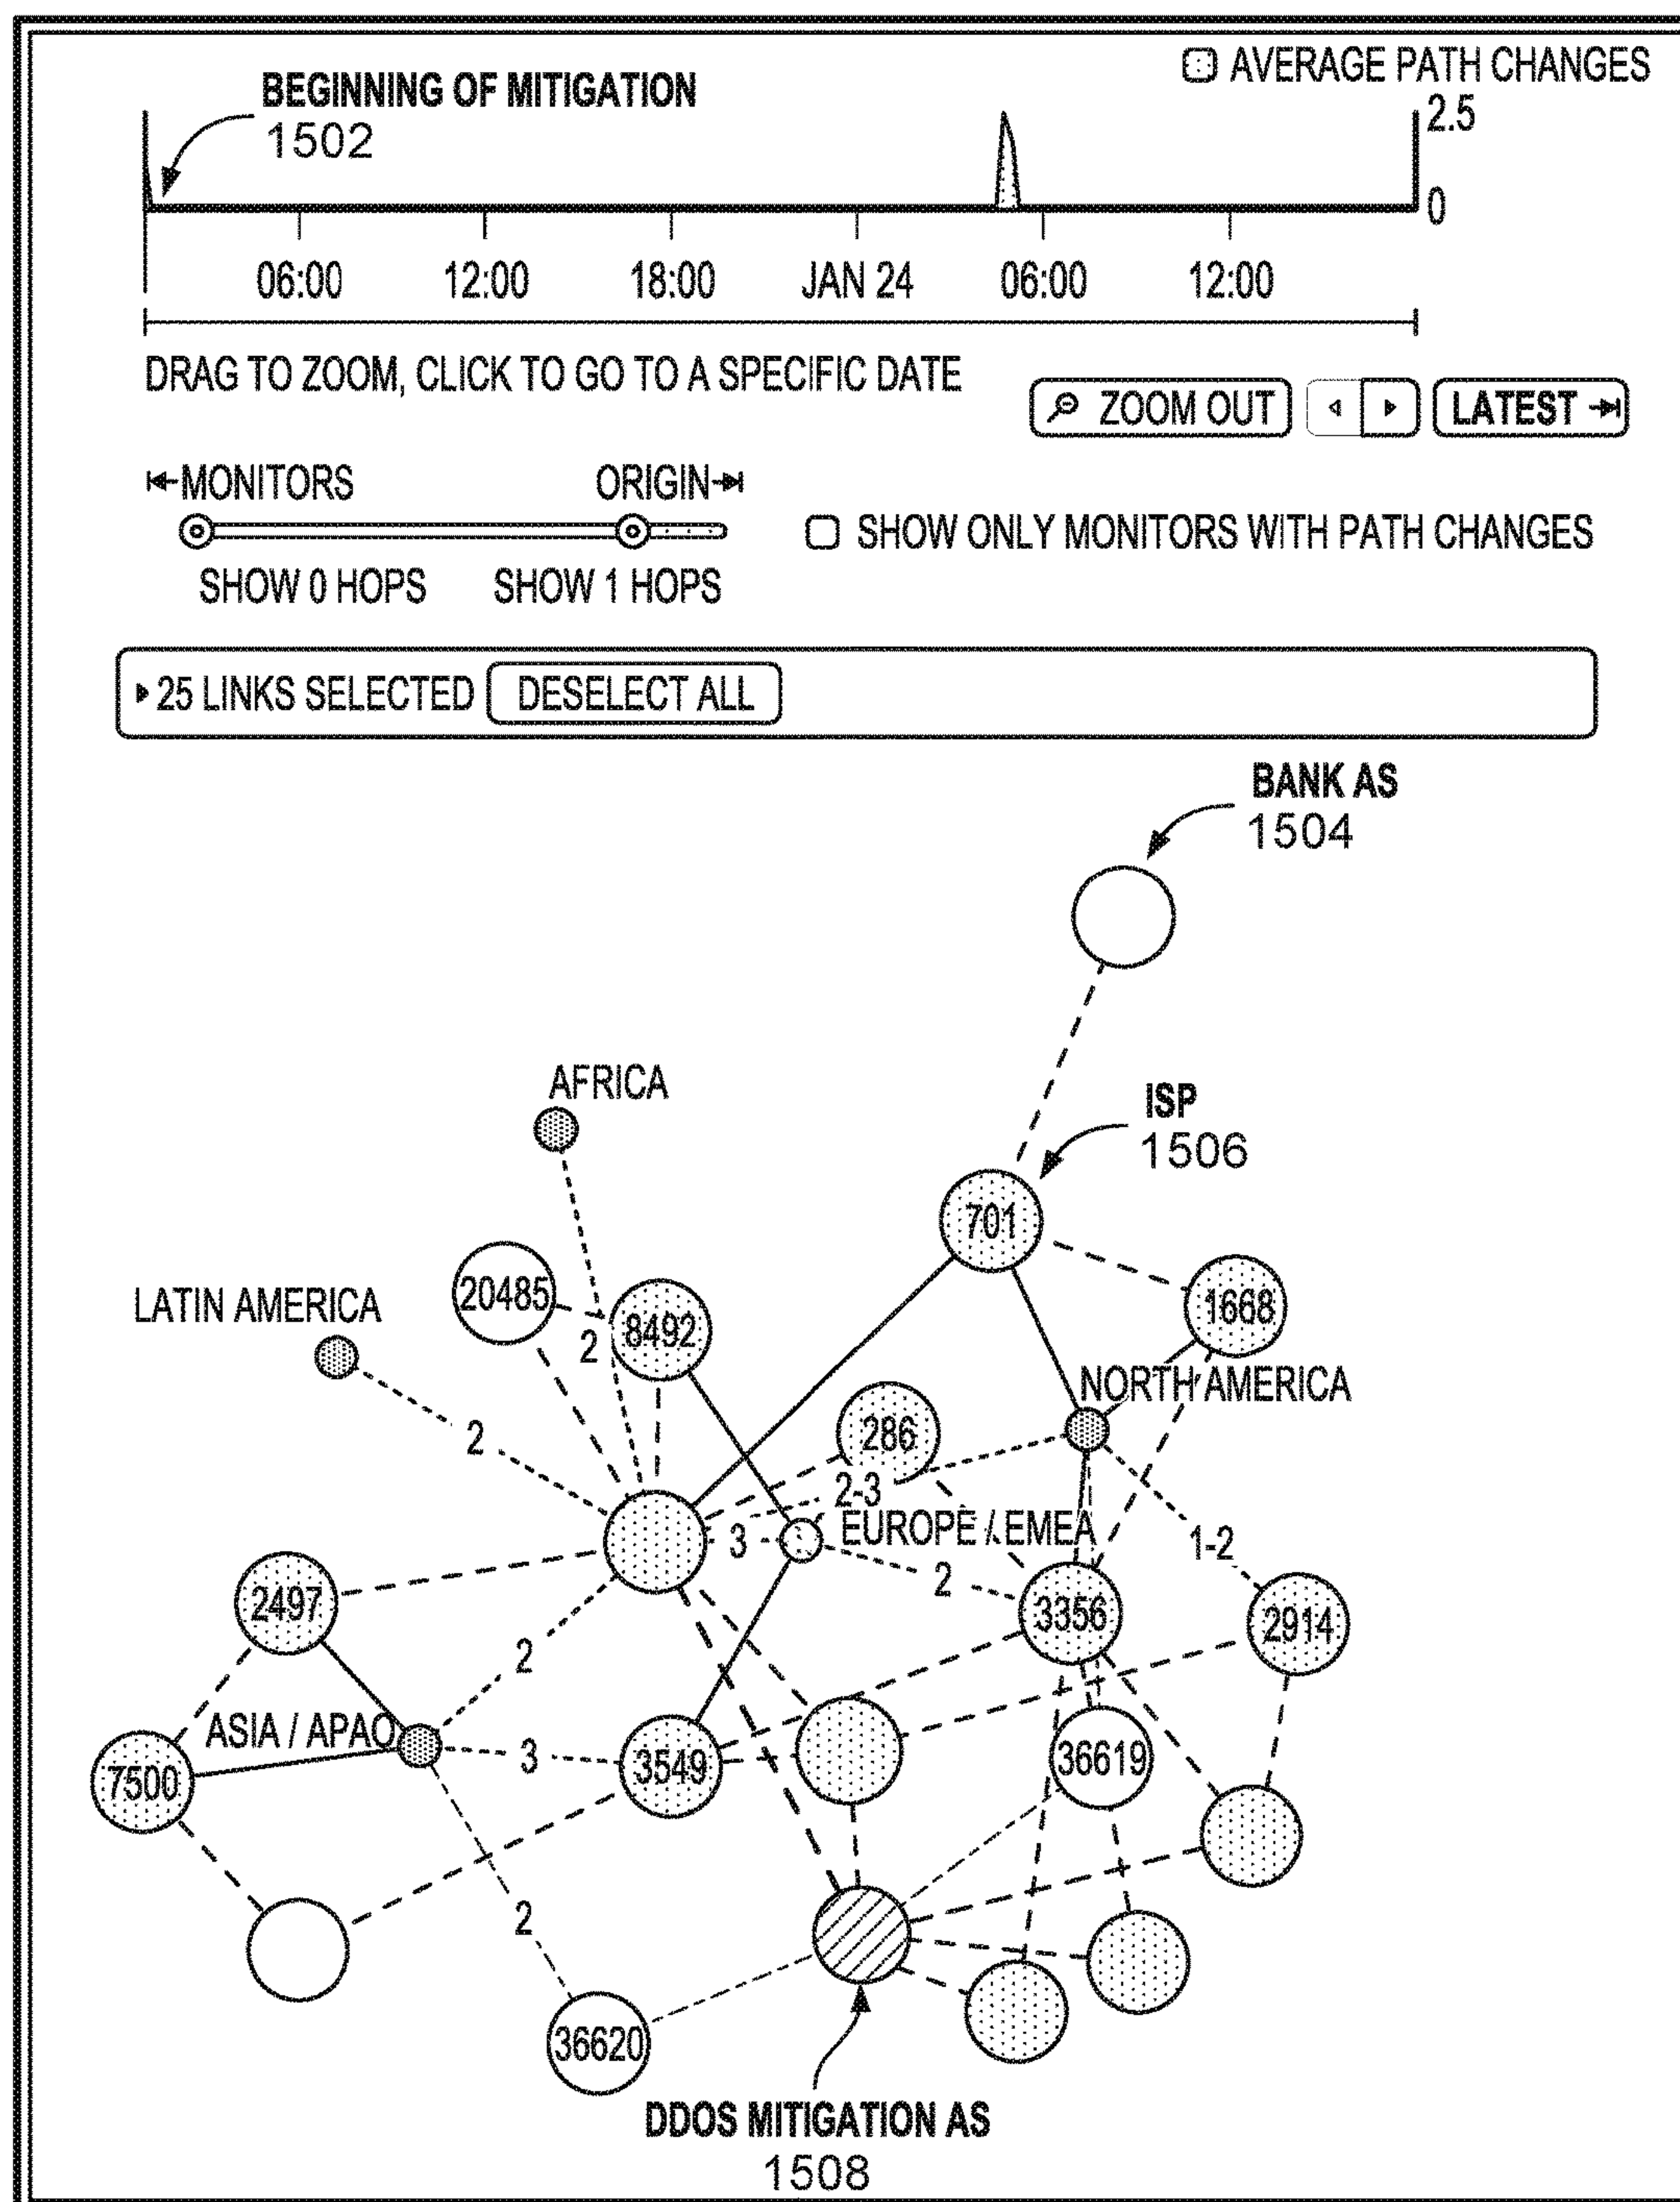 AVERAGE PATH CHANGES
BEGINNING OF MITIGATION
1502
2.5
0
06:00 12:00 18:00 JAN 24 06:00 12:00
DRAG TO ZOOM, CLICK TO GO TO A SPECIFIC DATE
ZOOM OUT LATEST
MONITORS ORIGIN
SHOW ONLY MONITORS WITH PATH CHANGES
SHOW 0 HOPS SHOW 1 HOPS
25 LINKS SELECTED DESELECT ALL
BANK AS
1504
AFRICA
ISP
1506
701
20485
LATIN AMERICA
1668
8492
2
NORTH AMERICA
286
2
2-3
EUROPE / EMEA
3
1-2
2
2497
3356
2914
2
ASIA / APAC
3
3549
36619
7500
2
36620
DDOS MITIGATION AS
1508